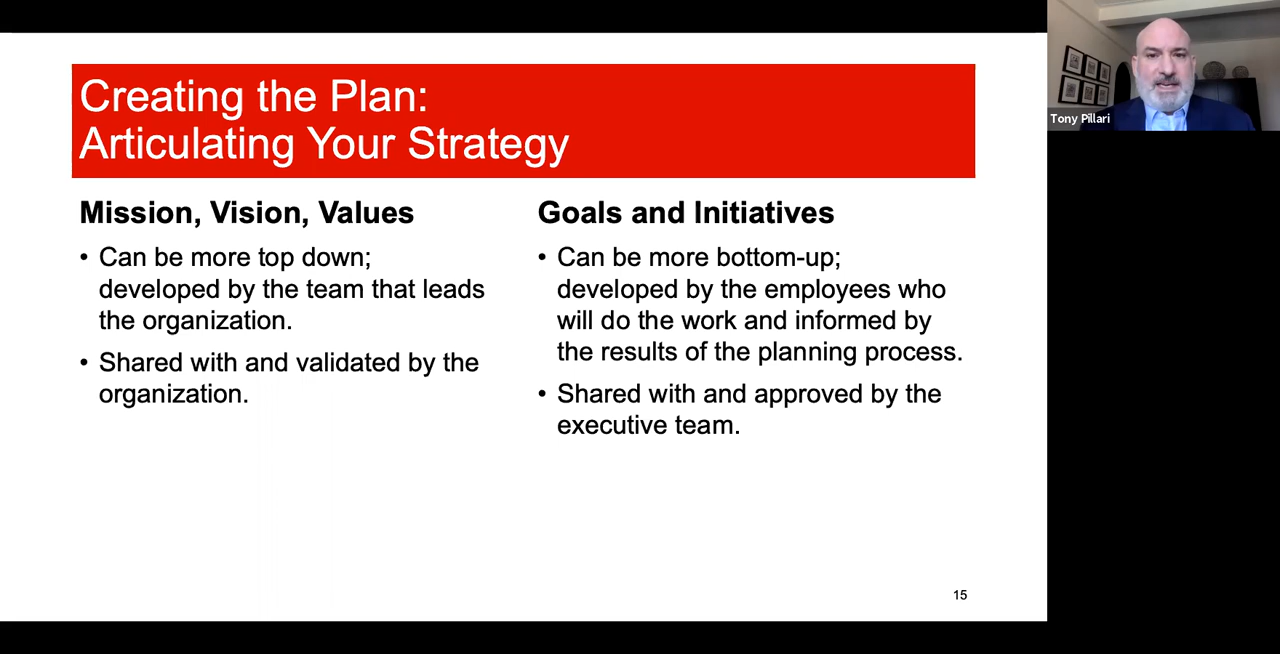 Creating the Plan:
Articulating Your Strategy
Mission, Vision, Values
• Can be more top down;
developed by the team that leads
the organization.
• Shared with and validated by the
organization.
Goals and Initiatives
• Can be more bottom-up;
developed by the employees who
will do the work and informed by
the results of the planning process.
• Shared with and approved by the
executive team.
15
Tony Pillari